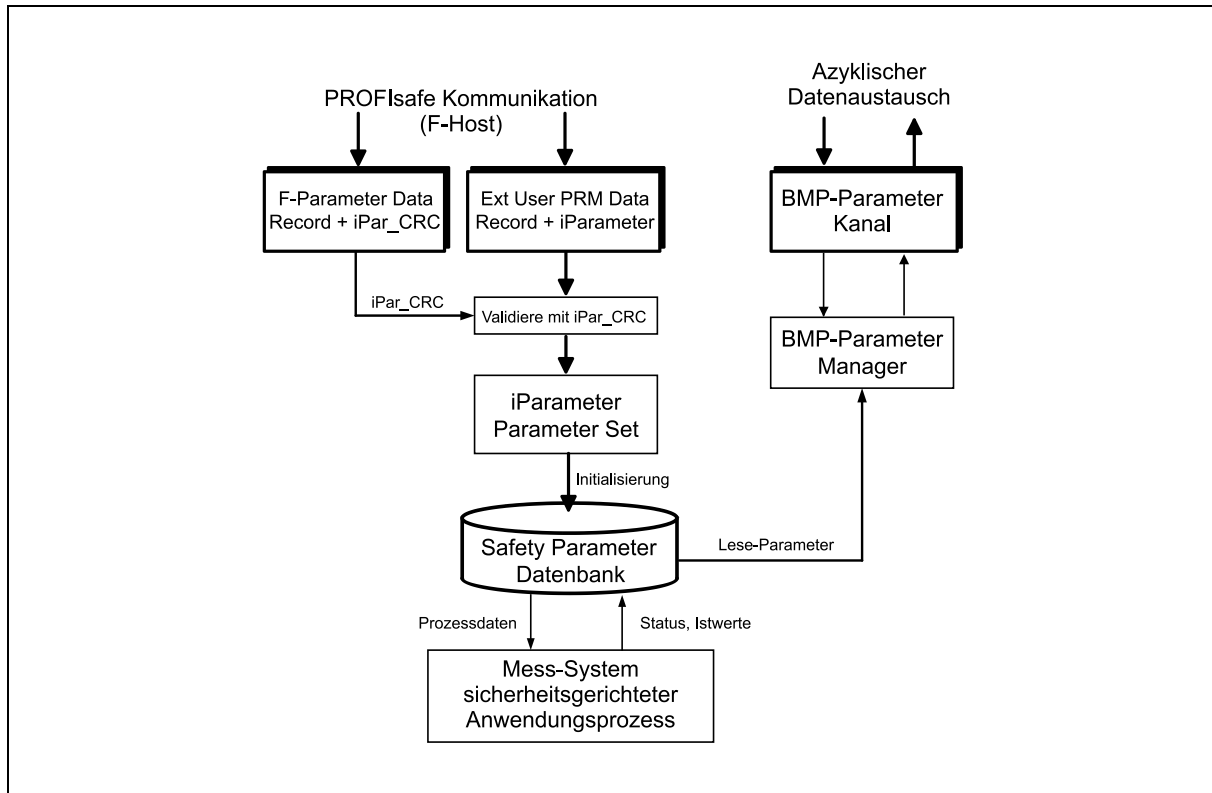 PROFIsafe Kommunikation
(F-Host)
Azyklischer
Datenaustausch
F-Parameter Data
Record + iPar_CRC
Ext User PRM Data
Record + iParameter
BMP-Parameter
Kanal
iPar_CRC
Validiere mit iPar_CRC
BMP-Parameter
Manager
iParameter
Parameter Set
Initialisierung
Safety Parameter
Datenbank
Lese-Parameter
Prozessdaten
Status, Istwerte
Mess-System
sicherheitsgerichteter
Anwendungsprozess